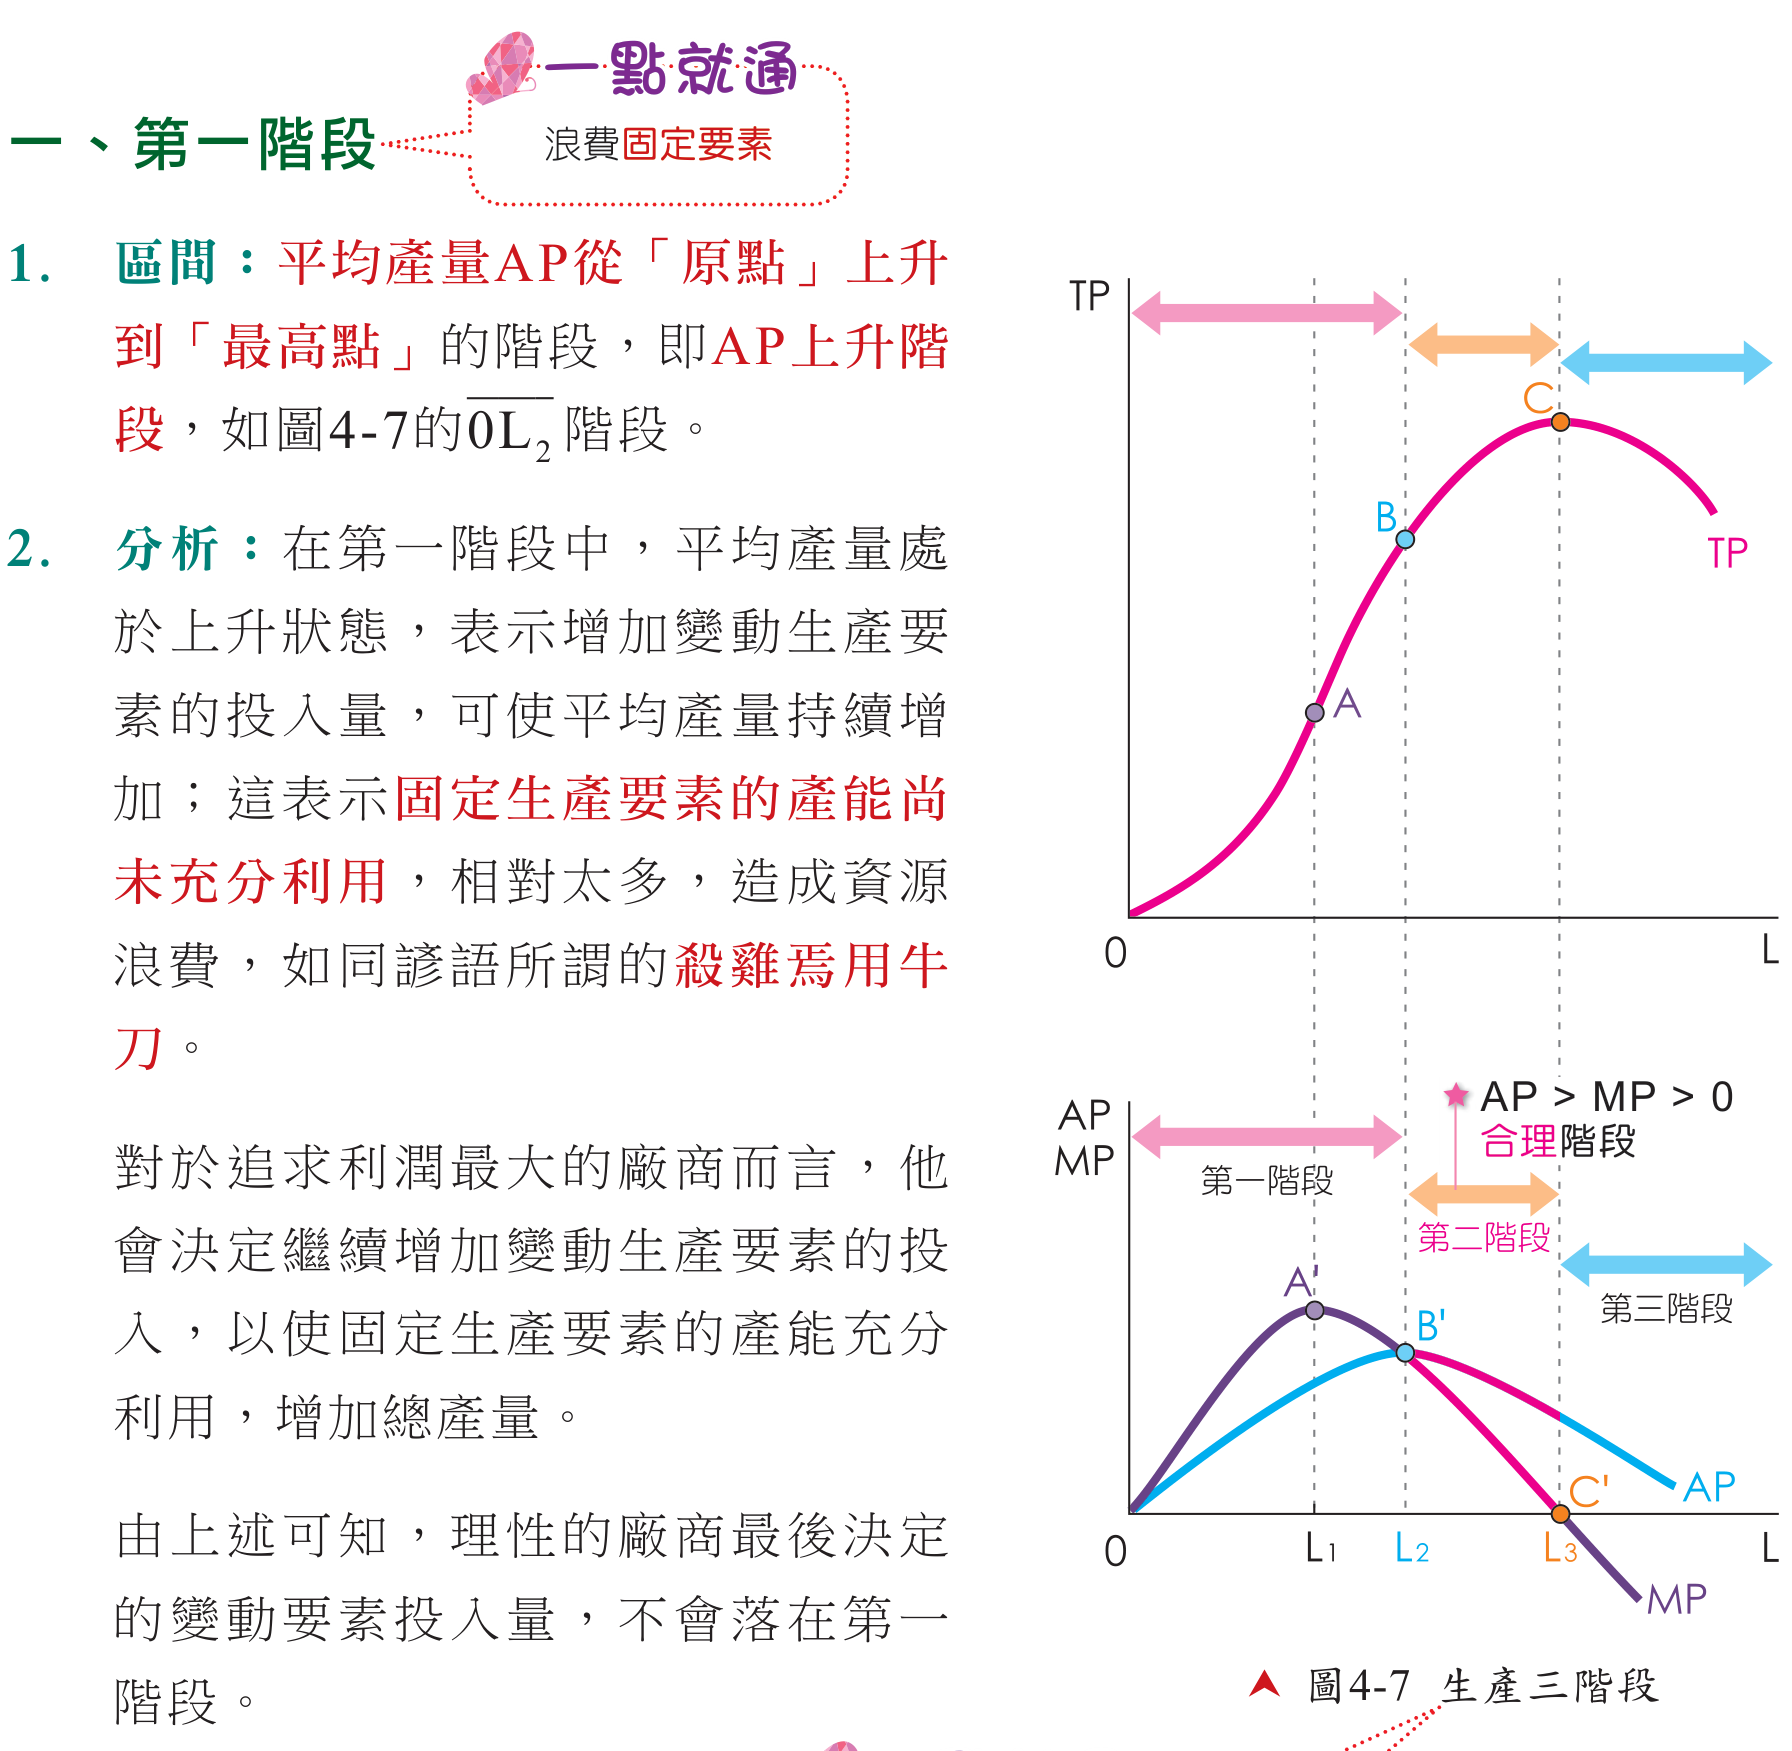 一點就通
一、第一階段
浪費固定要素
1. 區間：平均產量AP從「原點」上升
到「最高點」的階段，即AP上升階
段，如圖4-7的0L2階段。
2. 分析：在第一階段中，平均產量處
於上升狀態，表示增加變動生產要
素的投入量，可使平均產量持續增
加；這表示固定生產要素的產能尚
未充分利用，相對太多，造成資源
浪費，如同諺語所謂的殺雞焉用牛
刀。
對於追求利潤最大的廠商而言，他
會決定繼續增加變動生產要素的投
入，以使固定生產要素的產能充分
利用，增加總產量。
由上述可知，理性的廠商最後決定
的變動要素投入量，不會落在第一
階段。
TP
C
B
TP
A
0
L
AP > MP > 0
AP
MP
合理階段
第一階段
第二階段
第三階段
A'
B'
C'
AP
0
L1
L2
L3
L
MP
圖4-7 生產三階段